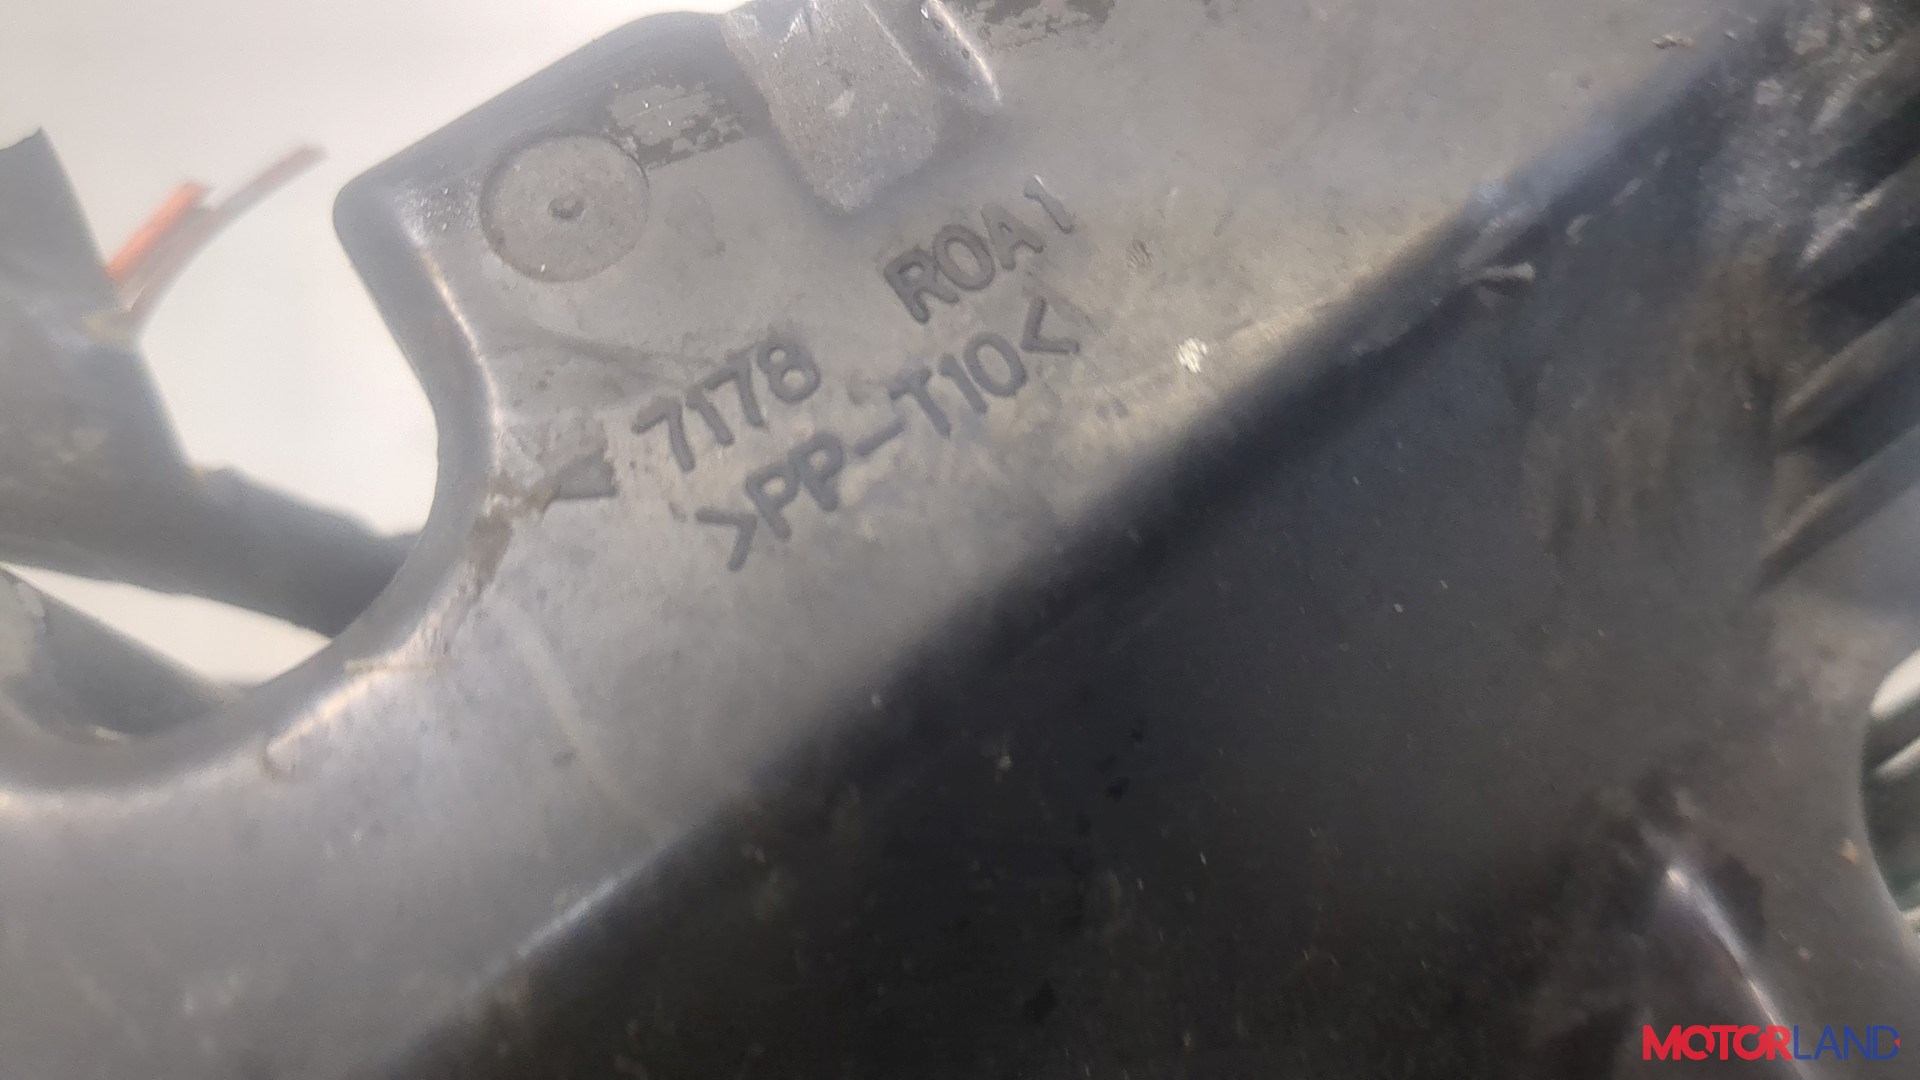 7178 R0A1
>PP-T10<
MOTORLAND